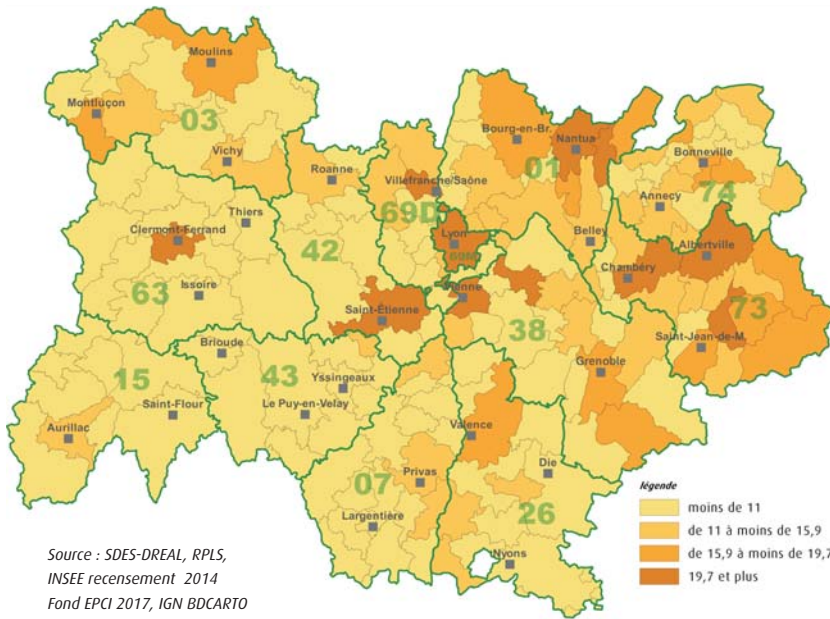 Moulins
Montluçon
03
Vichy
Bourg-en-Br.
Nantua
01
Bonneville
Annecy
74
Roanne
Villefranche/Saône
69D
Thiers
Clermont-Ferrand
42
Lyon
Belley
Albertville
Chambéry
63
Issoire
Saint-Étienne
Vienne
38
73
Saint-Jean-de-M.
Grenoble
Brioude
15
43
Yssingeaux
Saint-Flour
Le Puy-en-Velay
Aurillac
Valence
Privas
Die
07
26
Largentière
Nyons
légende
moins de 11
de 11 à moins de 15,9
de 15,9 à moins de 19,7
19,7 et plus
Source : SDES-DREAL, RPLS,
INSEE recensement 2014
Fond EPCI 2017, IGN BDCARTO